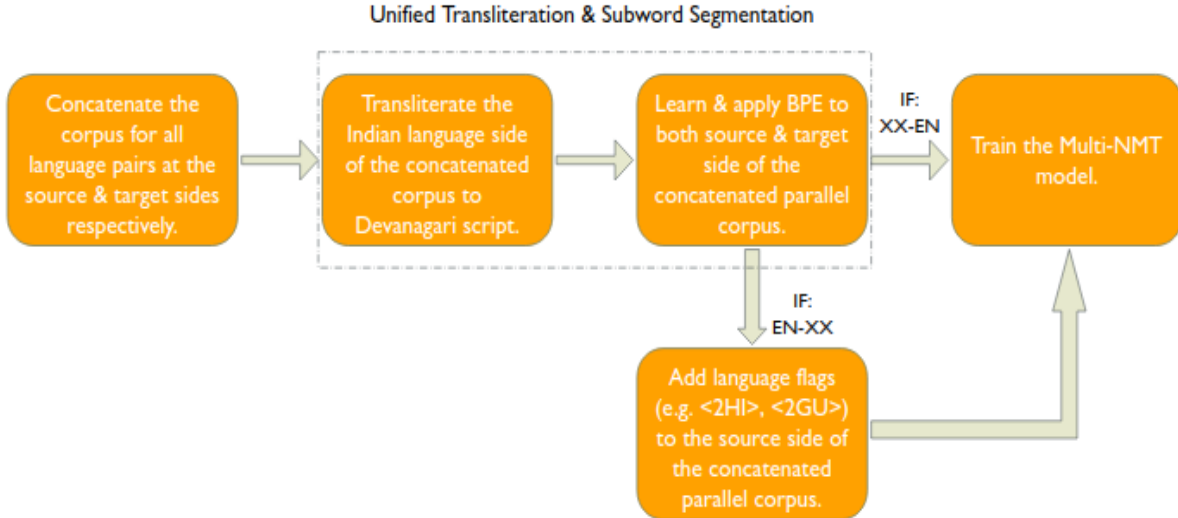 Unified Transliteration & Subword Segmentation
Concatenate the
corpus for all
language pairs at the
source & target sides
respectively.
Transliterate the
Indian language side
of the concatenated
corpus to
Devanagari script.
Learn & apply BPE to
both source & target
side of the
concatenated parallel
corpus.
IF:
XX-EN
Train the Multi-NMT
model.
IF:
EN-XX
Add language flags
(e.g. <2HI>, <2GU>)
to the source side of
the concatenated
parallel corpus.